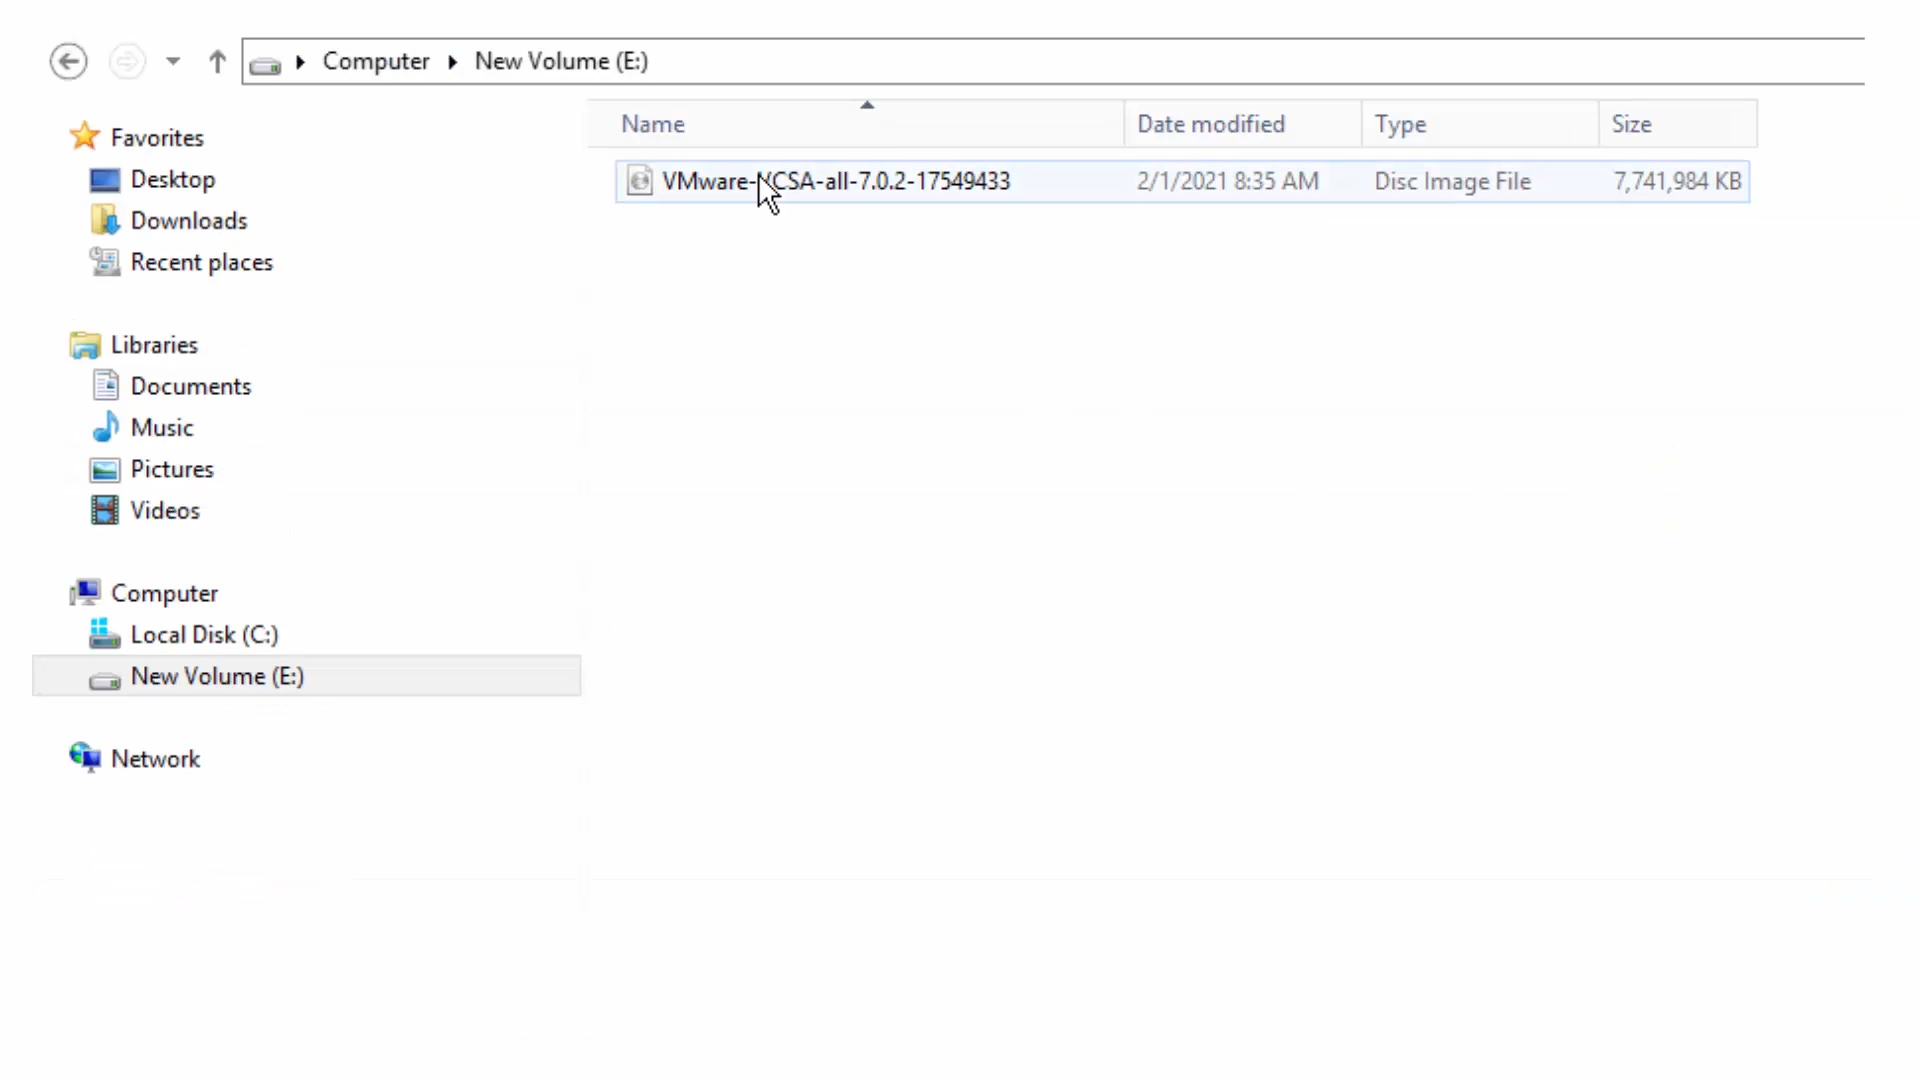 Computer New Volume (E:)
Name Date modified Type Size
VMware-VCSA-all-7.0.2-17549433 2/1/2021 8:35 AM Disc Image File 7,741,984 KB
Favorites
Desktop
Downloads
Recent places
Libraries
Documents
Music
Pictures
Videos
Computer
Local Disk (C:)
New Volume (E:)
Network